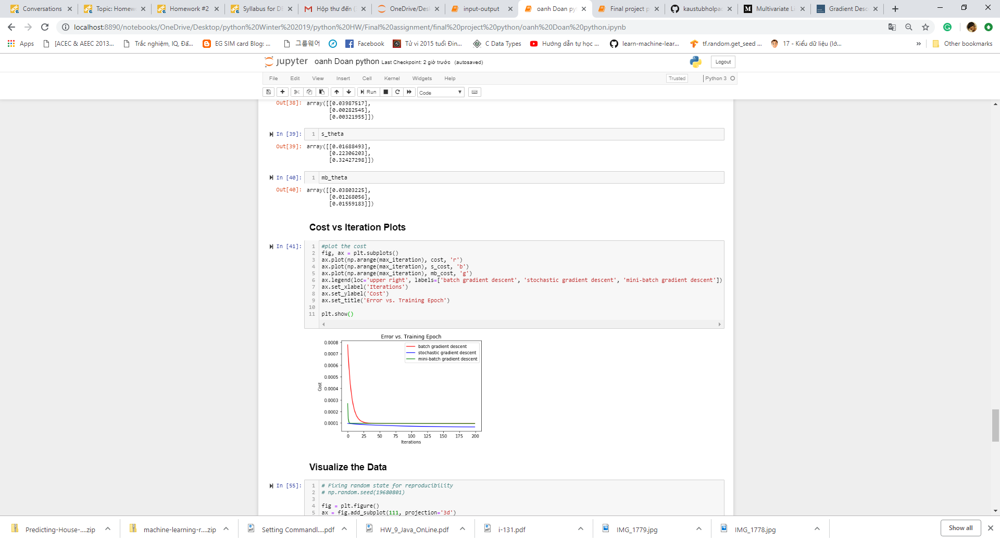 Conversations
Topic: Homew
Homework #2
Syllabus for D
Hộp thư đến (
OneDrive/Des
input-output
oanh Doan py
Final project p
kaustubholpa
Multivariate Li
Gradient Desc
localhost:8890/notebooks/OneDrive/Desktop/python%20Winter%202019/python%20HW/Final%20assignment/final%20project%20python/oanh%20Doan%20python.ipynb
Apps
[ACEC & AEEC 2013...
Trắc nghiệm, IQ, Đấ...
EG SIM card Blog: ...
그룹웨어
Facebook
Tử vi 2015 tuổi Đin...
C Data Types
Hướng dẫn tự học ...
learn-machine-lear...
tf.random.get_seed ...
17 - Kiểu dữ liệu (lớ...
»
Other bookmarks
jupyter oanh Doan python Last Checkpoint: 2 giờ trước (autosaved)
Logout
File Edit View Insert Cell Kernel Widgets Help
Trusted
Python 3
Run
Code
Out[38]: array([[0.03987517],
[0.00282545],
[0.00321955]])
In [39]: 1 s_theta
Out[39]: array([[0.01688493],
[0.22306203],
[0.32427298]])
In [40]: 1 mb_theta
Out[40]: array([[0.03803225],
[0.01268056],
[0.01559183]])
Cost vs Iteration Plots
In [41]: 1 #plot the cost
2 fig, ax = plt.subplots()
3 ax.plot(np.arange(max_iteration), cost, 'r')
4 ax.plot(np.arange(max_iteration), s_cost, 'b')
5 ax.plot(np.arange(max_iteration), mb_cost, 'g')
6 ax.legend(loc='upper right', labels=['batch gradient descent', 'stochastic gradient descent', 'mini-batch gradient descent'])
7 ax.set_xlabel('Iterations')
8 ax.set_ylabel('Cost')
9 ax.set_title('Error vs. Training Epoch')
10
11 plt.show()
Error vs. Training Epoch
batch gradient descent
stochastic gradient descent
mini-batch gradient descent
0.0008
0.0007
0.0006
0.0005
0.0004
0.0003
0.0002
0.0001
Cost
0 25 50 75 100 125 150 175 200
Iterations
Visualize the Data
In [55]: 1 # Fixing random state for reproducibility
2 # np.random.seed(19680801)
3
4 fig = plt.figure()
5 ax = fig.add_subplot(111, projection='3d')
Predicting-House-....zip
machine-learning-r....zip
Setting Commandl....pdf
HW_9_Java_OnLine.pdf
i-131.pdf
IMG_1779.jpg
IMG_1778.jpg
Show all